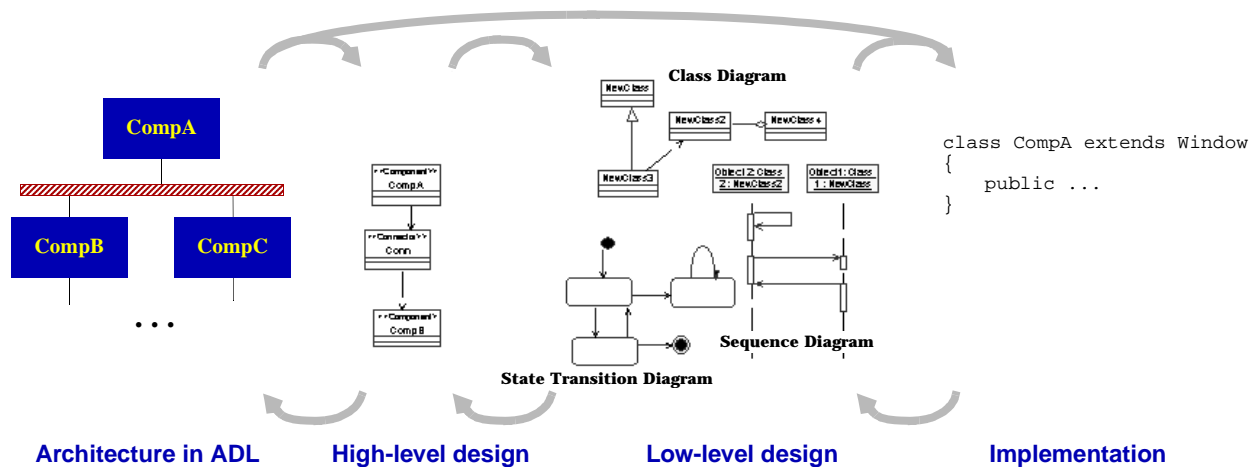 CompA
CompB
CompC
...
<<Component>>
CompA
<<Connector>>
Conn
<<Component>>
CompB
Class Diagram
NewClass
NewClass2
NewClass4
NewClass3
Object2:Class
2 : NewClass2
Object1: Class
1 : NewClass
Sequence Diagram
State Transition Diagram
class CompA extends Window
{
public ...
}
Architecture in ADL
High-level design
Low-level design
Implementation